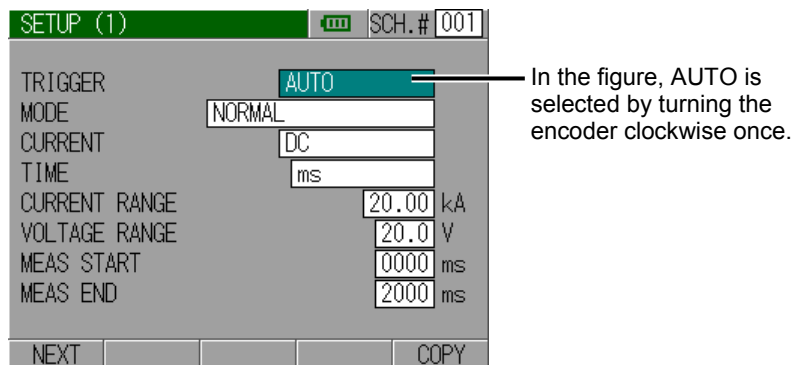 SETUP (1) SCH.# 001
TRIGGER AUTO
MODE NORMAL
CURRENT DC
TIME ms
CURRENT RANGE 20.00 kA
VOLTAGE RANGE 20.0 V
MEAS START 0000 ms
MEAS END 2000 ms
NEXT COPY
In the figure, AUTO is
selected by turning the
encoder clockwise once.